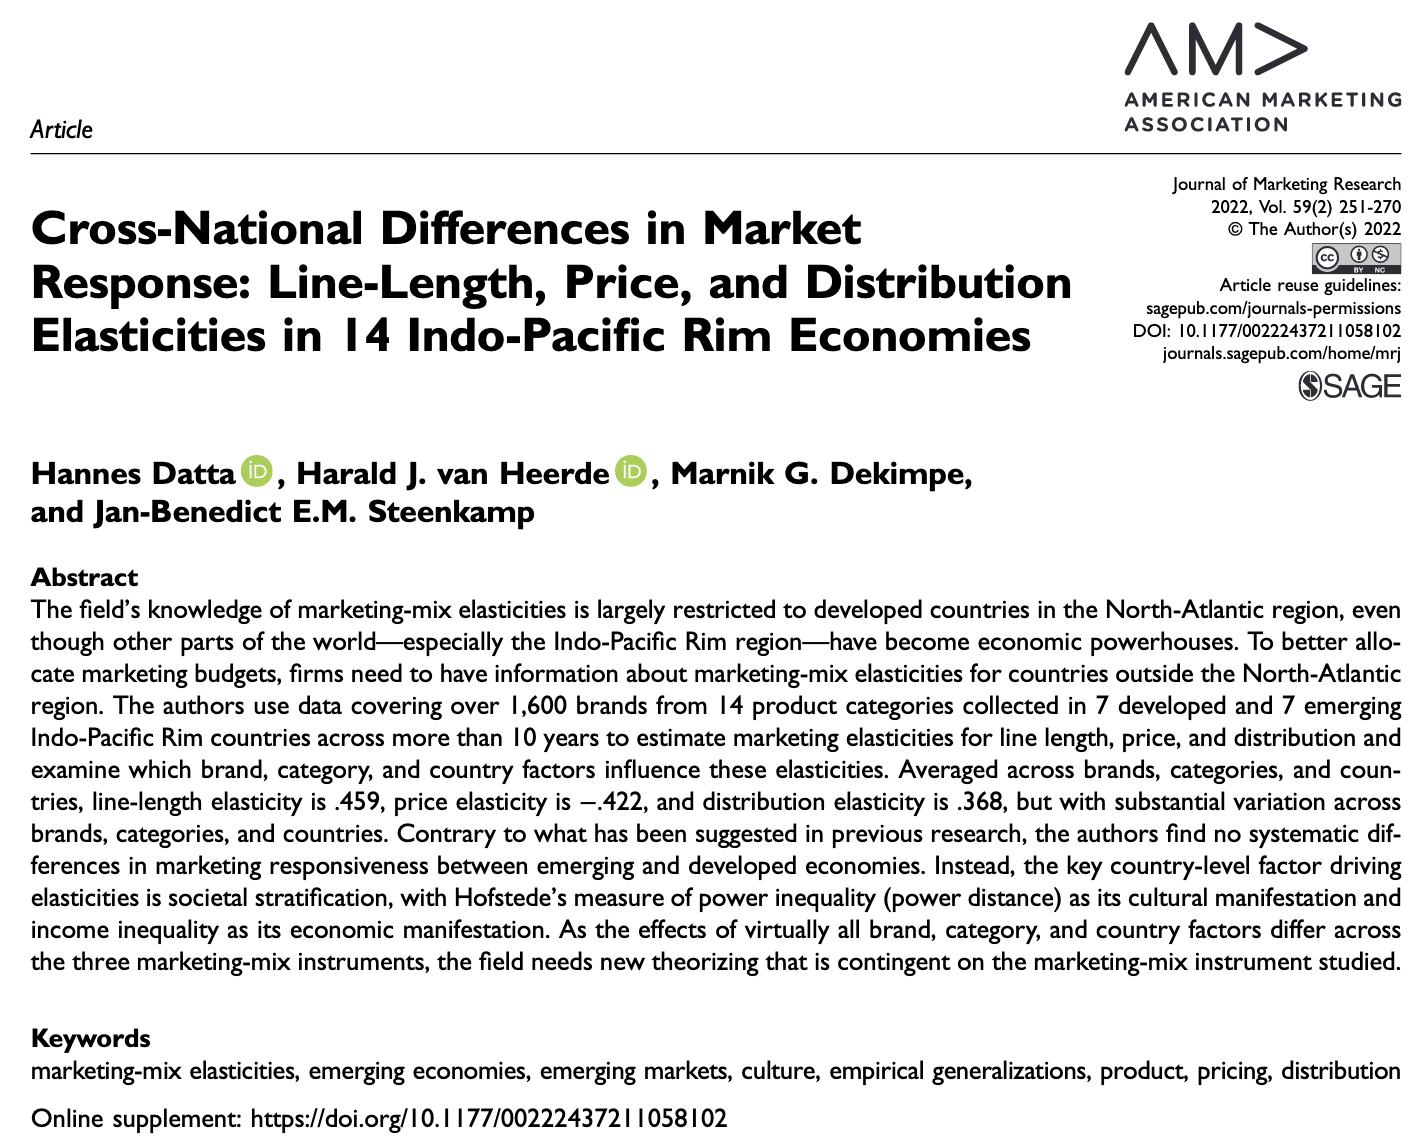 AMERICAN MARKETING
ASSOCIATION
Article
Journal of Marketing Research
2022, Vol. 59(2) 251-270
© The Author(s) 2022
CC BY NC
Article reuse guidelines:
sagepub.com/journals-permissions
DOI: 10.1177/00222437211058102
journals.sagepub.com/home/mrj
SAGE
Cross-National Differences in Market
Response: Line-Length, Price, and Distribution
Elasticities in 14 Indo-Pacific Rim Economies
Hannes Datta iD, Harald J. van Heerde iD, Marnik G. Dekimpe,
and Jan-Benedict E.M. Steenkamp
Abstract
The field's knowledge of marketing-mix elasticities is largely restricted to developed countries in the North-Atlantic region, even
though other parts of the world—especially the Indo-Pacific Rim region—have become economic powerhouses. To better allo-
cate marketing budgets, firms need to have information about marketing-mix elasticities for countries outside the North-Atlantic
region. The authors use data covering over 1,600 brands from 14 product categories collected in 7 developed and 7 emerging
Indo-Pacific Rim countries across more than 10 years to estimate marketing elasticities for line length, price, and distribution and
examine which brand, category, and country factors influence these elasticities. Averaged across brands, categories, and coun-
tries, line-length elasticity is .459, price elasticity is −.422, and distribution elasticity is .368, but with substantial variation across
brands, categories, and countries. Contrary to what has been suggested in previous research, the authors find no systematic dif-
ferences in marketing responsiveness between emerging and developed economies. Instead, the key country-level factor driving
elasticities is societal stratification, with Hofstede's measure of power inequality (power distance) as its cultural manifestation and
income inequality as its economic manifestation. As the effects of virtually all brand, category, and country factors differ across
the three marketing-mix instruments, the field needs new theorizing that is contingent on the marketing-mix instrument studied.
Keywords
marketing-mix elasticities, emerging economies, emerging markets, culture, empirical generalizations, product, pricing, distribution
Online supplement: https://doi.org/10.1177/00222437211058102